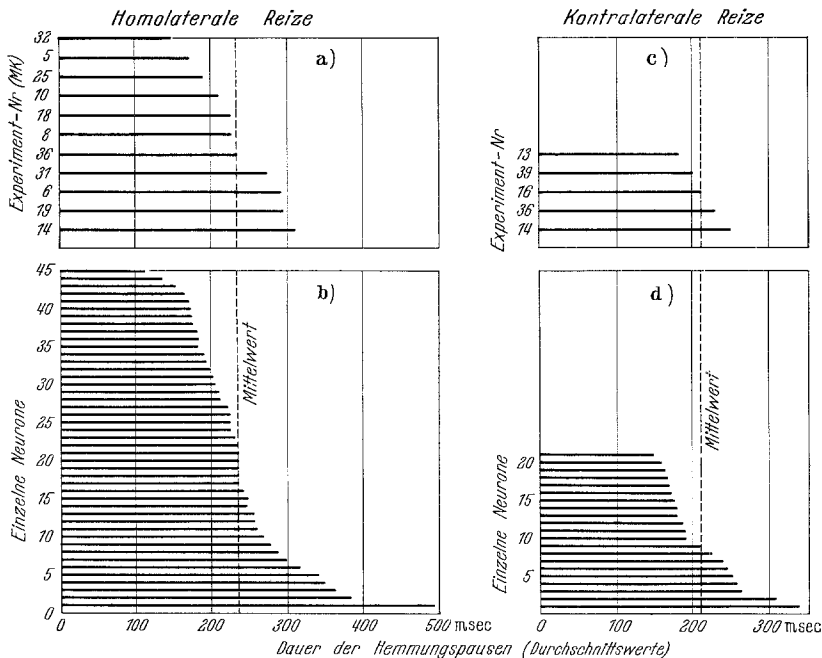 Homolaterale Reize
Kontralaterale Reize
Experiment-Nr (MK)
32
5
25
10
18
8
36
31
6
19
14
a)
Experiment-Nr
13
39
16
36
14
c)
Einzelne Neurone
45
40
35
30
25
20
15
10
5
0
b)
Mittelwert
Einzelne Neurone
20
15
10
5
d)
Mittelwert
0 100 200 300 400 500 msec
0 100 200 300 msec
Dauer der Hemmungspausen (Durchschnittswerte)